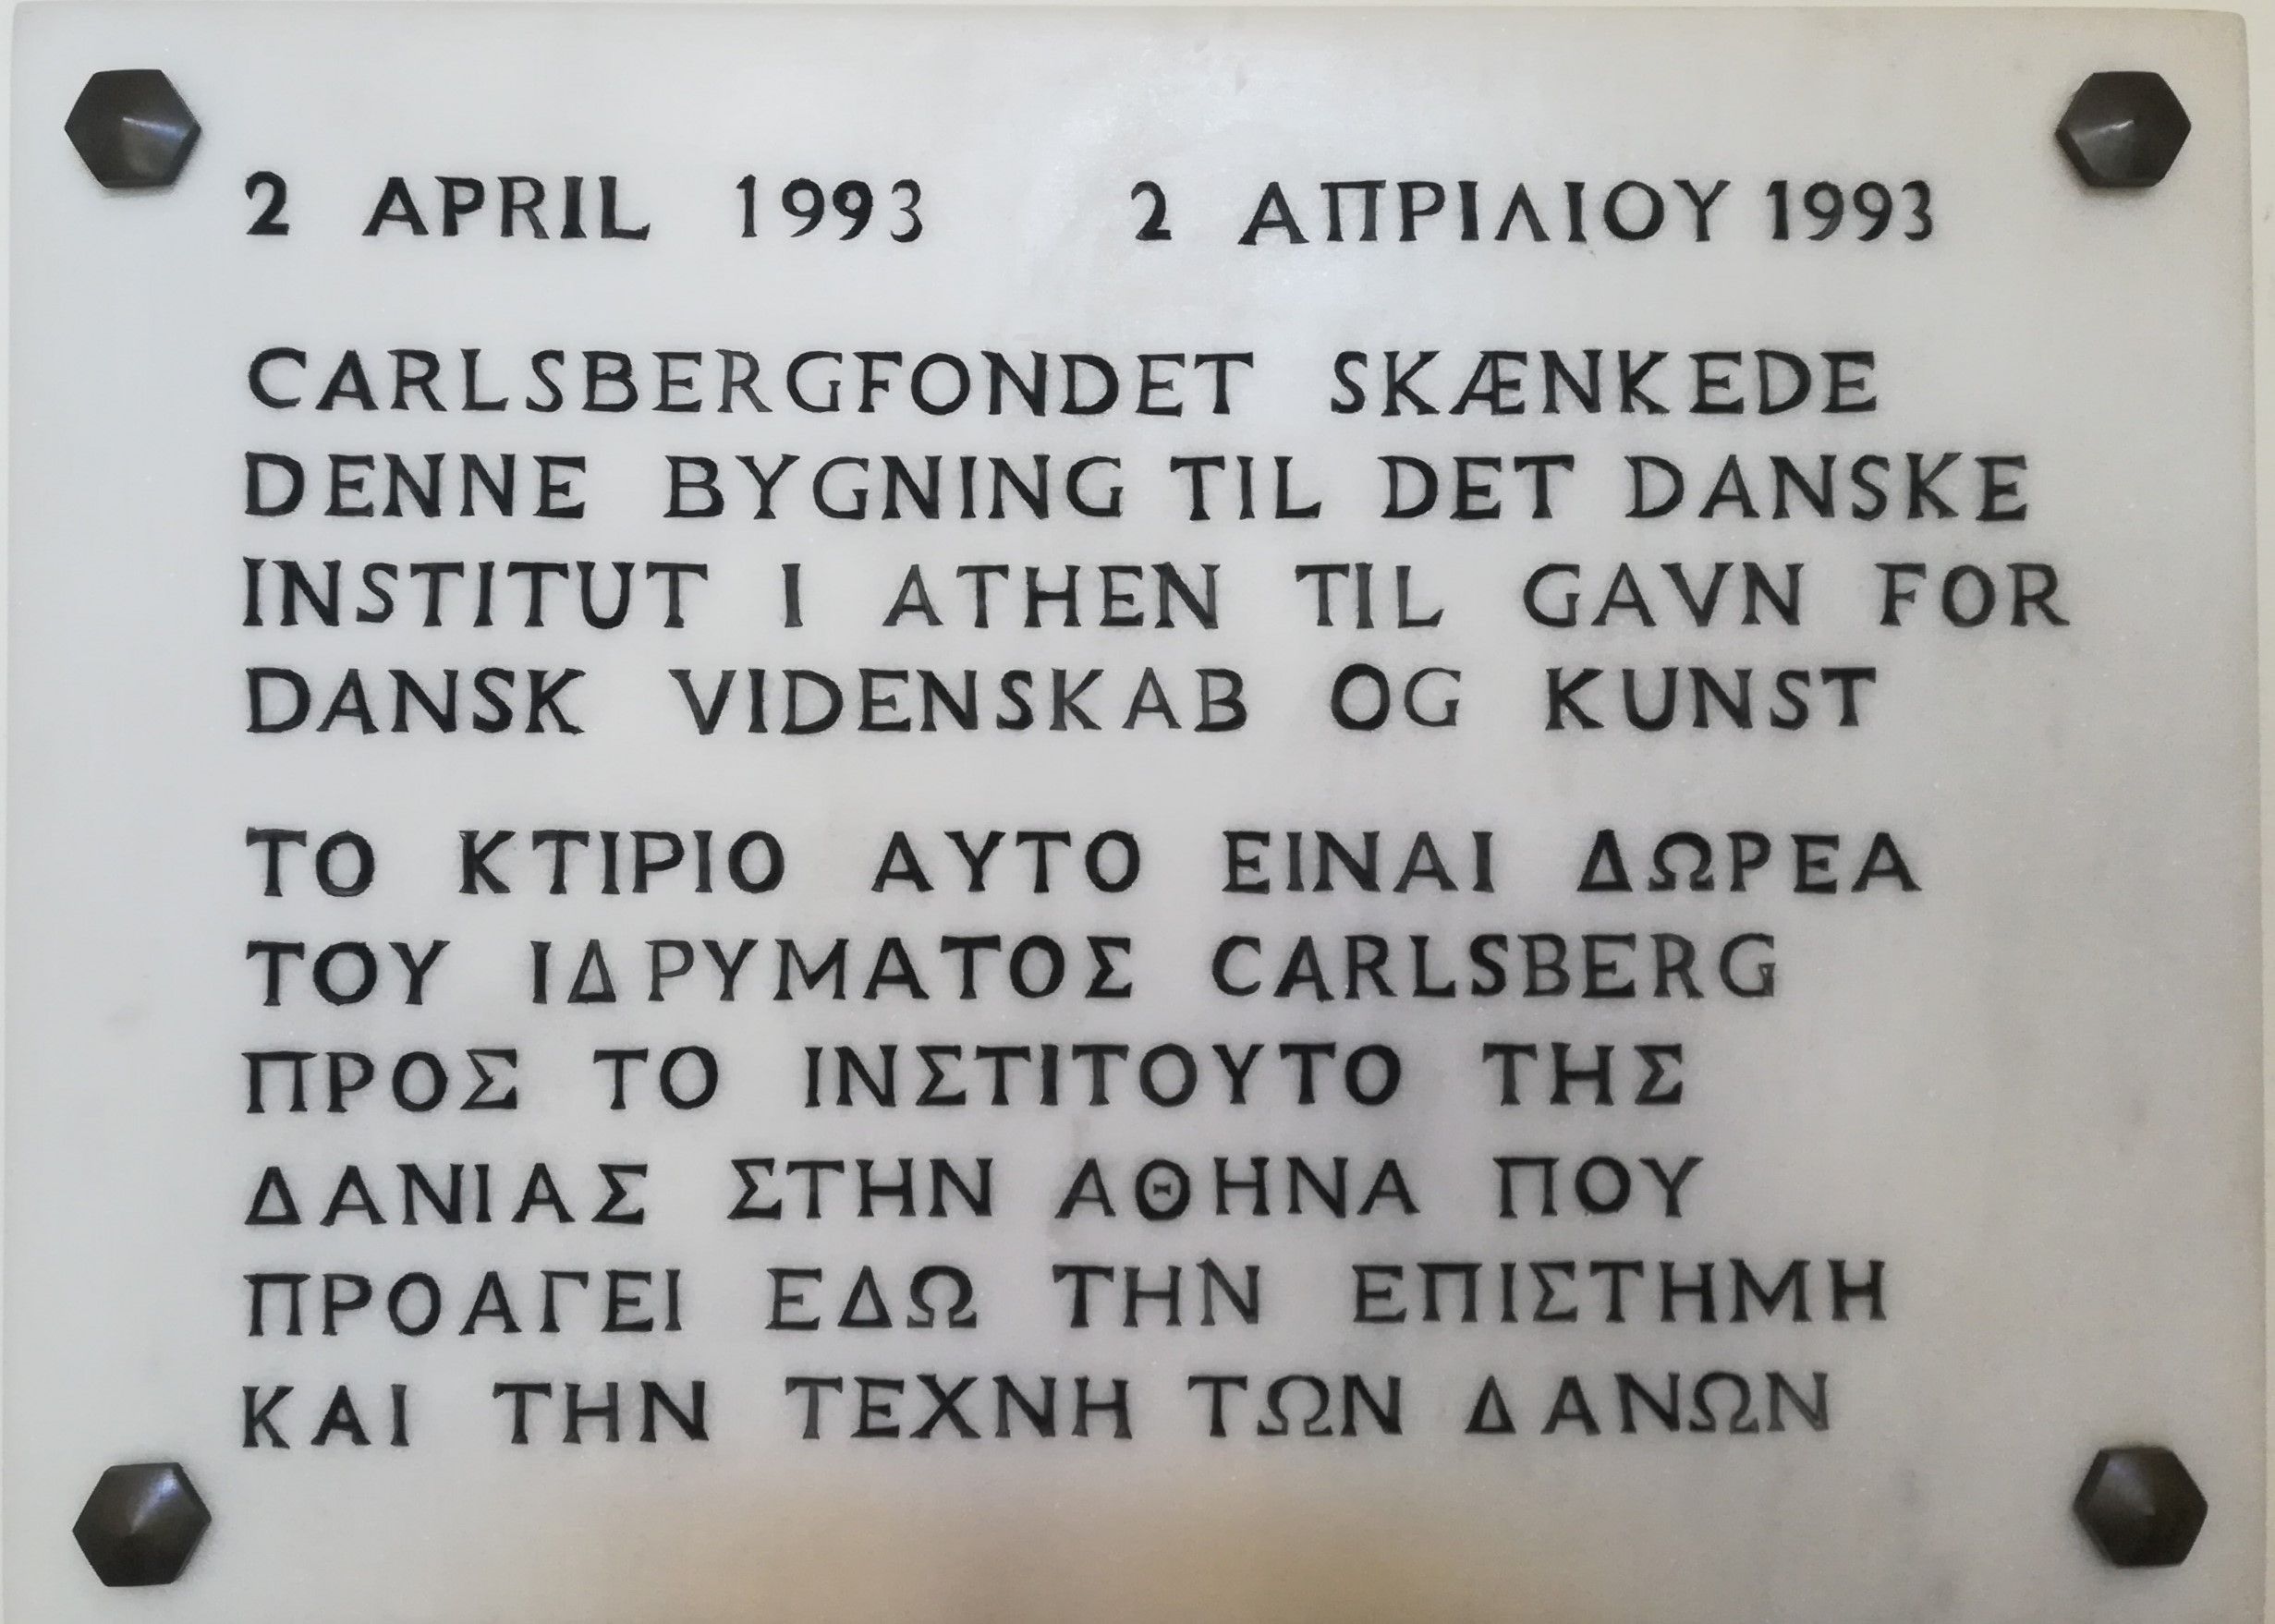 2 APRIL 1993 2 ΑΠΡΙΛΙΟΥ 1993
CARLSBERGFONDET SKÆNKEDE
DENNE BYGNING TIL DET DANSKE
INSTITUT I ATHEN TIL GAVN FOR
DANSK VIDENSKAB OG KUNST
ΤΟ ΚΤΙΡΙΟ ΑΥΤΟ ΕΙΝΑΙ ΔΩΡΕΑ
ΤΟΥ ΙΔΡΥΜΑΤΟΣ CARLSBERG
ΠΡΟΣ ΤΟ ΙΝΣΤΙΤΟΥΤΟ ΤΗΣ
ΔΑΝΙΑΣ ΣΤΗΝ ΑΘΗΝΑ ΠΟΥ
ΠΡΟΑΓΕΙ ΕΔΩ ΤΗΝ ΕΠΙΣΤΗΜΗ
ΚΑΙ ΤΗΝ ΤΕΧΝΗ ΤΩΝ ΔΑΝΩΝ